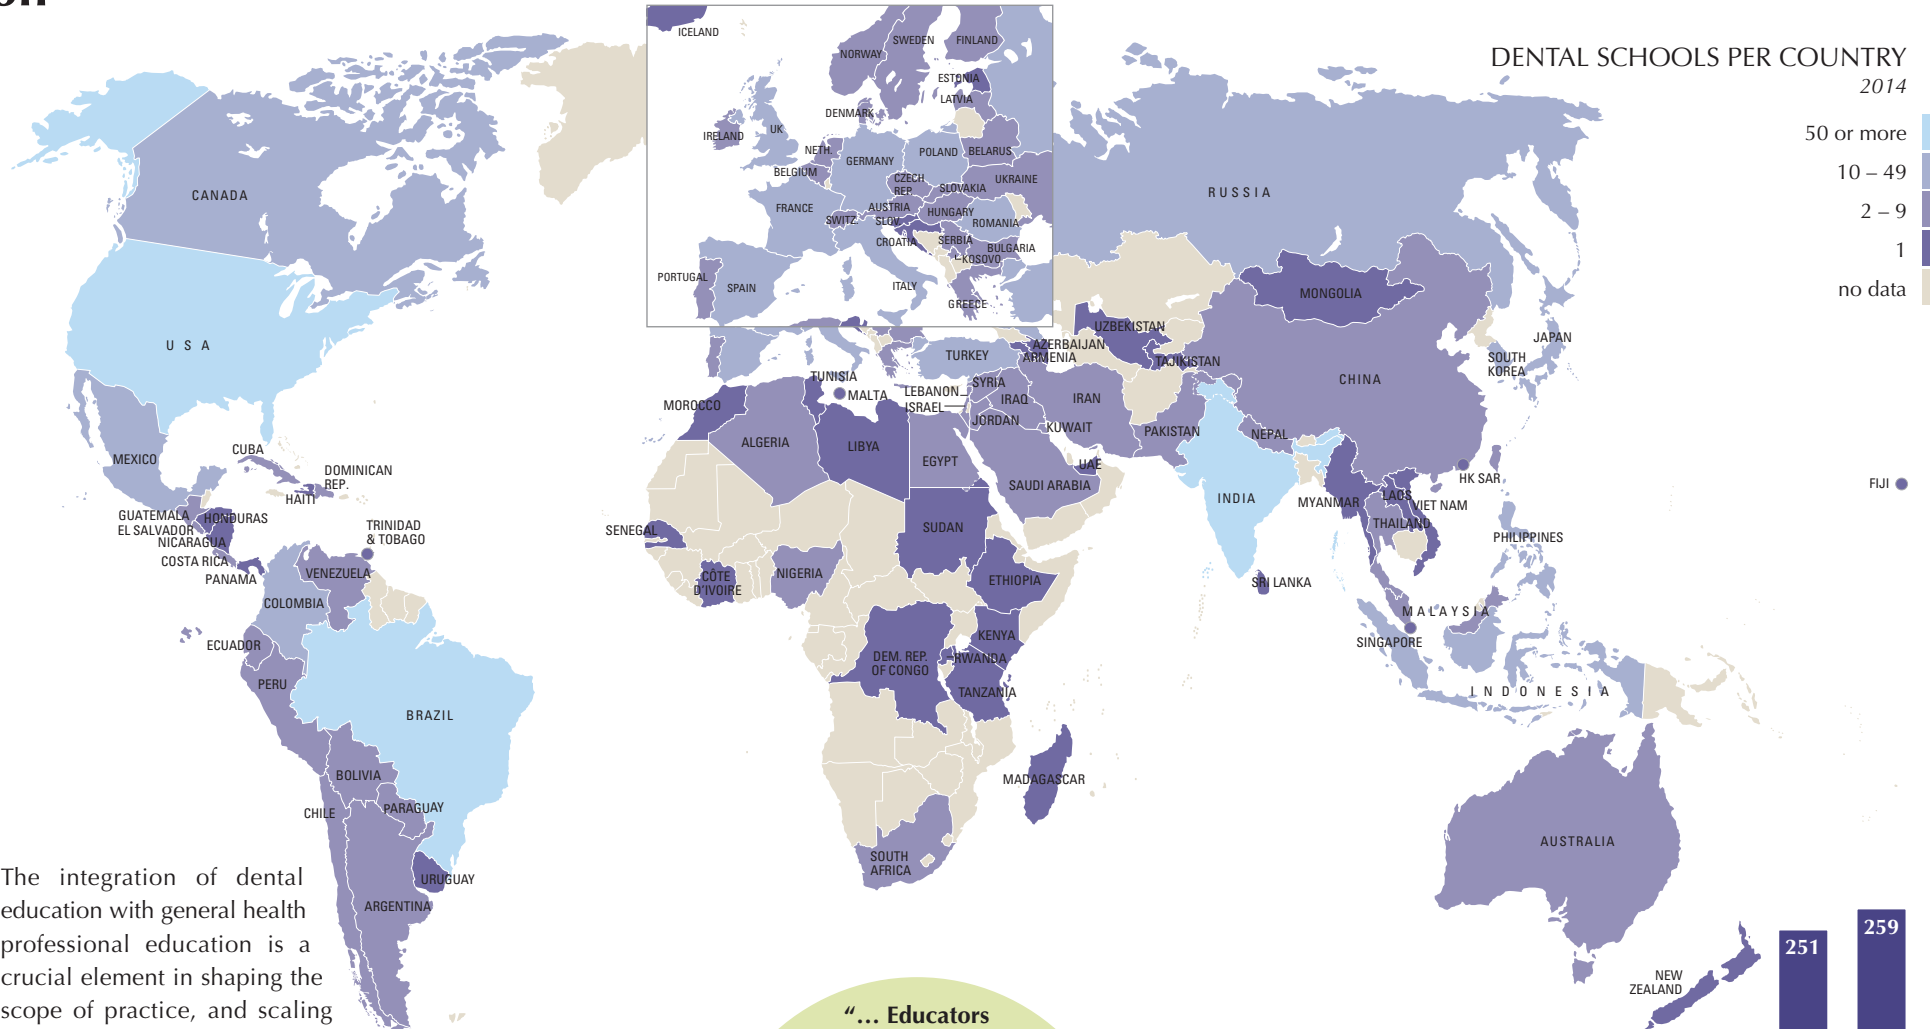 DENTAL SCHOOLS PER COUNTRY
2014
50 or more
10 – 49
2 – 9
1
no data
ICELAND
NORWAY
SWEDEN
FINLAND
ESTONIA
LATVIA
DENMARK
IRELAND
UK
NETH.
GERMANY
POLAND
BELARUS
BELGIUM
CZECH
REP.
SLOVAKIA
UKRAINE
FRANCE
AUSTRIA
HUNGARY
SWITZ.
SLOV.
ROMANIA
CROATIA
SERBIA
BULGARIA
KOSOVO
PORTUGAL
SPAIN
ITALY
GREECE
CANADA
USA
MEXICO
CUBA
DOMINICAN
REP.
HAITI
GUATEMALA
HONDURAS
EL SALVADOR
NICARAGUA
COSTA RICA
PANAMA
TRINIDAD
& TOBAGO
VENEZUELA
COLOMBIA
ECUADOR
PERU
BRAZIL
BOLIVIA
CHILE
PARAGUAY
URUGUAY
ARGENTINA
RUSSIA
MONGOLIA
UZBEKISTAN
AZERBAIJAN
ARMENIA
TAJIKISTAN
TURKEY
CHINA
JAPAN
SOUTH
KOREA
TUNISIA
MALTA
LEBANON
SYRIA
ISRAEL
IRAQ
IRAN
JORDAN
KUWAIT
MOROCCO
ALGERIA
LIBYA
EGYPT
UAE
SAUDI ARABIA
PAKISTAN
NEPAL
INDIA
MYANMAR
LAOS
VIET NAM
THAILAND
HK SAR
FIJI
PHILIPPINES
SENEGAL
CÔTE
D'IVOIRE
NIGERIA
SUDAN
ETHIOPIA
KENYA
RWANDA
DEM. REP.
OF CONGO
TANZANIA
MADAGASCAR
SOUTH
AFRICA
SRI LANKA
MALAYSIA
SINGAPORE
INDONESIA
AUSTRALIA
NEW
ZEALAND
251
259
The integration of dental
education with general health
professional education is a
crucial element in shaping the
scope of practice, and scaling
“… Educators